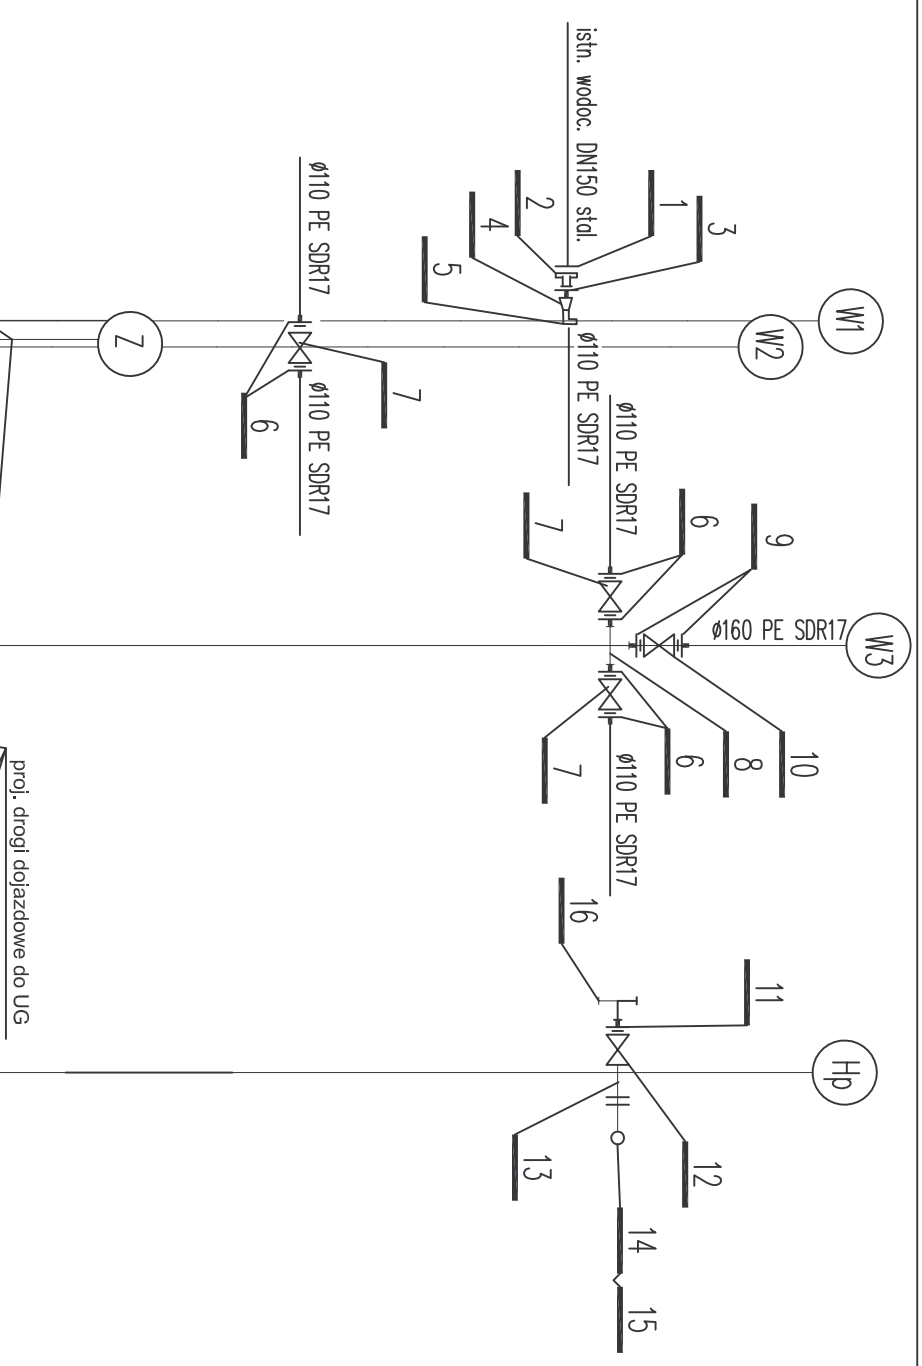 W1
W2
Z
W3
Hp
istn. wodoc. DN150 stal.
1
2
3
4
5
ø110 PE SDR17
ø110 PE SDR17
ø110 PE SDR17
6
7
ø110 PE SDR17
6
7
9
ø160 PE SDR17
10
8
6
7
ø110 PE SDR17
16
11
12
13
14
15
proj. drogi dojazdowe do UG